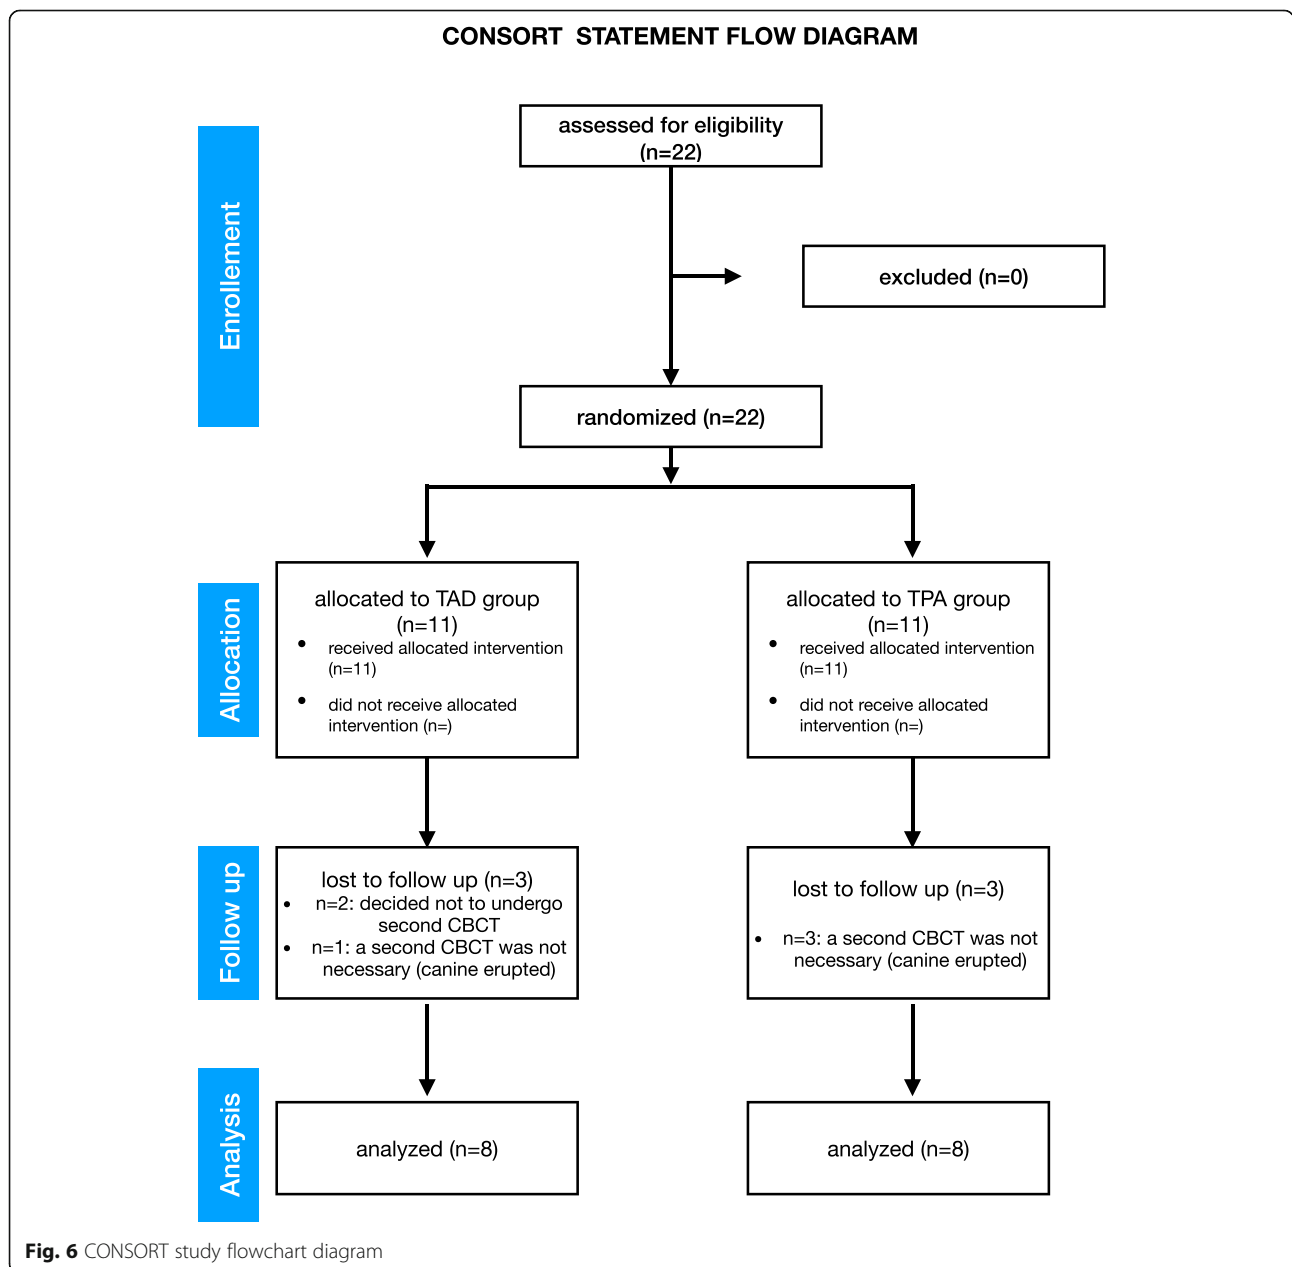 CONSORT STATEMENT FLOW DIAGRAM
Enrollement
assessed for eligibility
(n=22)
excluded (n=0)
randomized (n=22)
Allocation
allocated to TAD group
(n=11)
• received allocated intervention
(n=11)
• did not receive allocated
intervention (n=)
allocated to TPA group
(n=11)
• received allocated intervention
(n=11)
• did not receive allocated
intervention (n=)
Follow up
lost to follow up (n=3)
• n=2: decided not to undergo
second CBCT
• n=1: a second CBCT was not
necessary (canine erupted)
lost to follow up (n=3)
• n=3: a second CBCT was not
necessary (canine erupted)
Analysis
analyzed (n=8)
analyzed (n=8)
Fig. 6 CONSORT study flowchart diagram